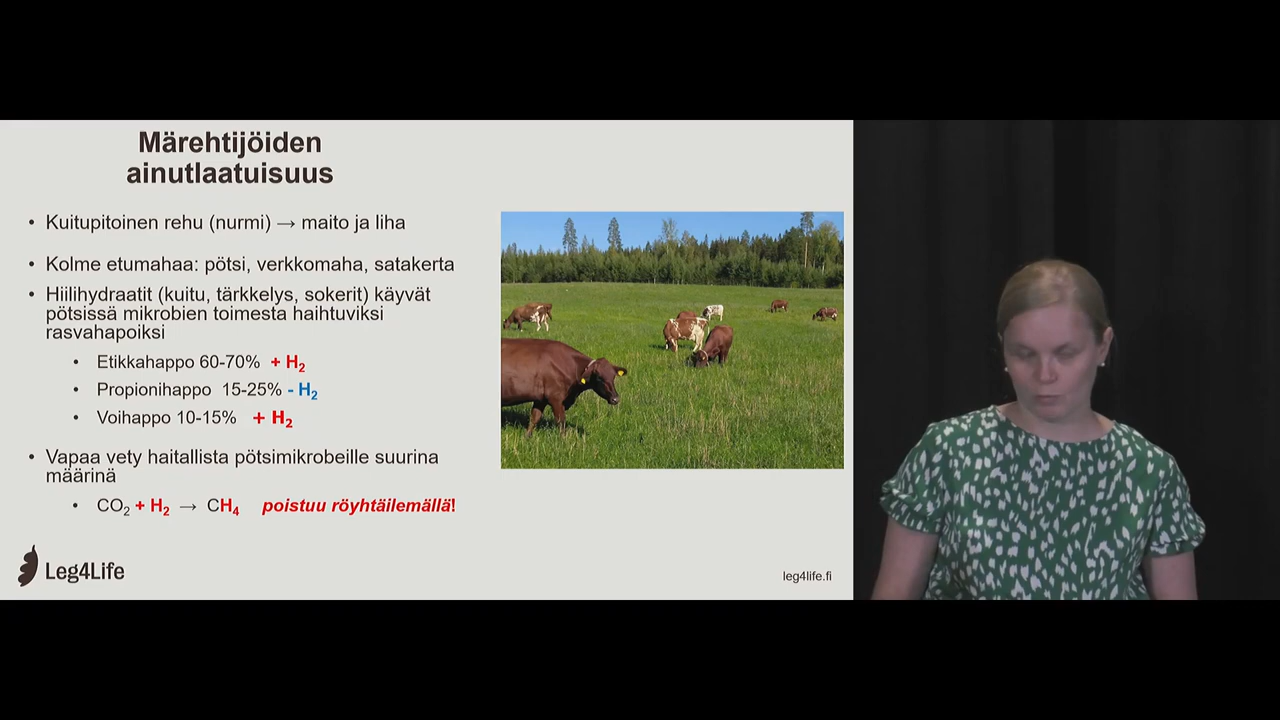 Märehtijöiden
ainutlaatuisuus
• Kuitupitoinen rehu (nurmi) → maito ja liha
• Kolme etumahaa: pötsi, verkkomaha, satakerta
• Hiilihydraatit (kuitu, tärkkelys, sokerit) käyvät
pötsissä mikrobien toimesta haihtuviksi
rasvahapoiksi
• Etikkahappo 60-70% + H₂
• Propionihappo 15-25% - H₂
• Voihappo 10-15% + H₂
• Vapaa vety haitallista pötsimikrobeille suurina
määrinä
• CO₂ + H₂ → CH₄ poistuu röyhtäilemällä!
Leg4Life
leg4life.fi